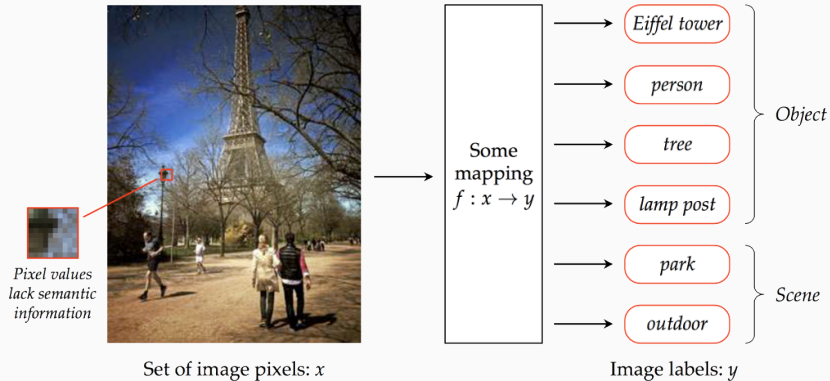 Eiffel tower
person
tree
lamp post
park
outdoor
Object
Scene
Some
mapping
f : x → y
Pixel values
lack semantic
information
Set of image pixels: x
Image labels: y